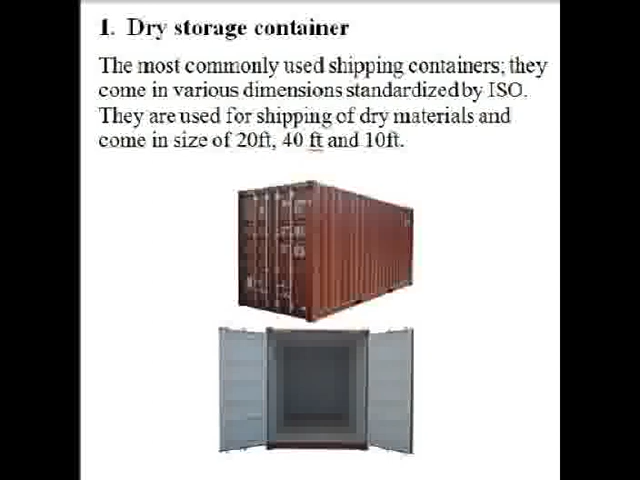 1. Dry storage container
The most commonly used shipping containers; they
come in various dimensions standardized by ISO.
They are used for shipping of dry materials and
come in size of 20ft, 40 ft and 10ft.